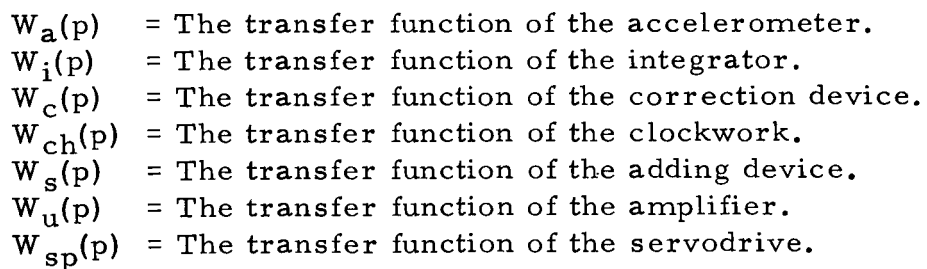 W_a(p) = The transfer function of the accelerometer.
W_i(p) = The transfer function of the integrator.
W_c(p) = The transfer function of the correction device.
W_ch(p) = The transfer function of the clockwork.
W_s(p) = The transfer function of the adding device.
W_u(p) = The transfer function of the amplifier.
W_sp(p) = The transfer function of the servodrive.